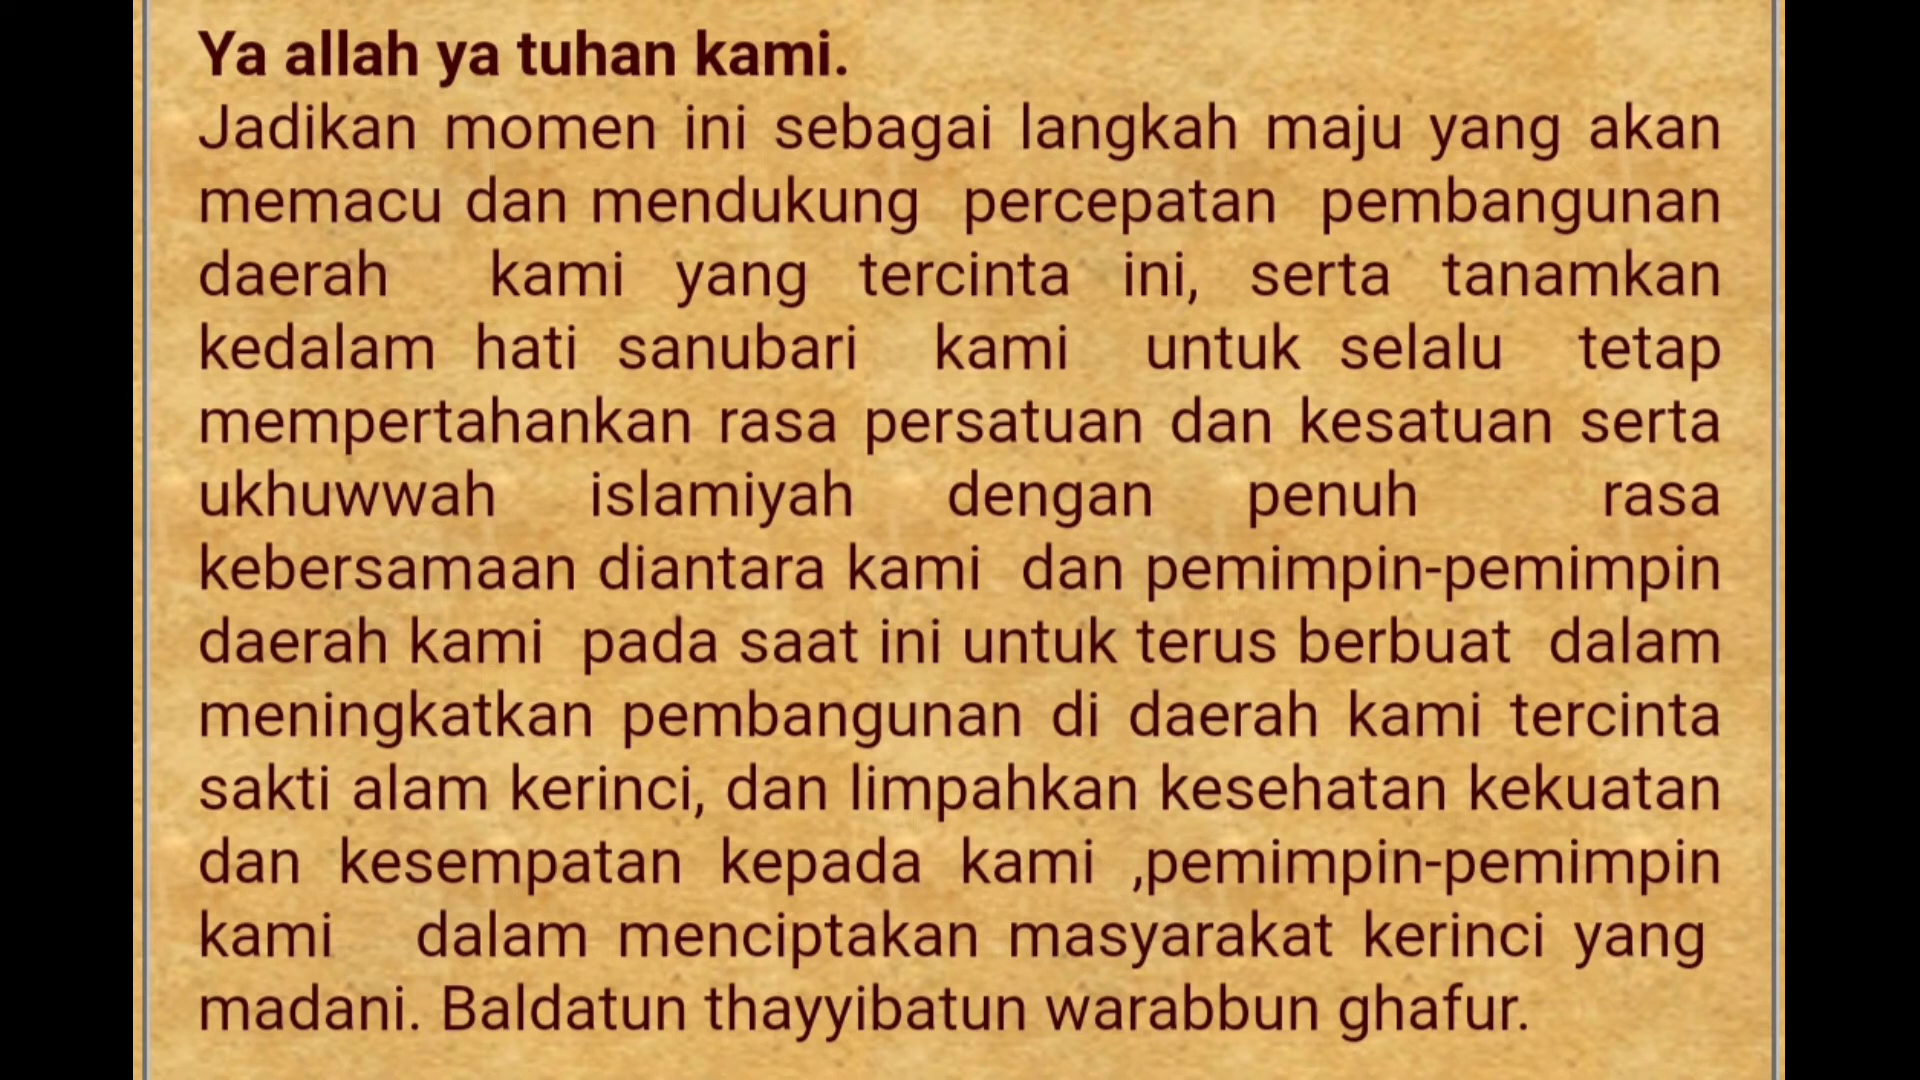 Ya allah ya tuhan kami.
Jadikan momen ini sebagai langkah maju yang akan
memacu dan mendukung percepatan pembangunan
daerah kami yang tercinta ini, serta tanamkan
kedalam hati sanubari kami untuk selalu tetap
mempertahankan rasa persatuan dan kesatuan serta
ukhuwwah islamiyah dengan penuh rasa
kebersamaan diantara kami dan pemimpin-pemimpin
daerah kami pada saat ini untuk terus berbuat dalam
meningkatkan pembangunan di daerah kami tercinta
sakti alam kerinci, dan limpahkan kesehatan kekuatan
dan kesempatan kepada kami ,pemimpin-pemimpin
kami dalam menciptakan masyarakat kerinci yang
madani. Baldatun thayyibatun warabbun ghafur.